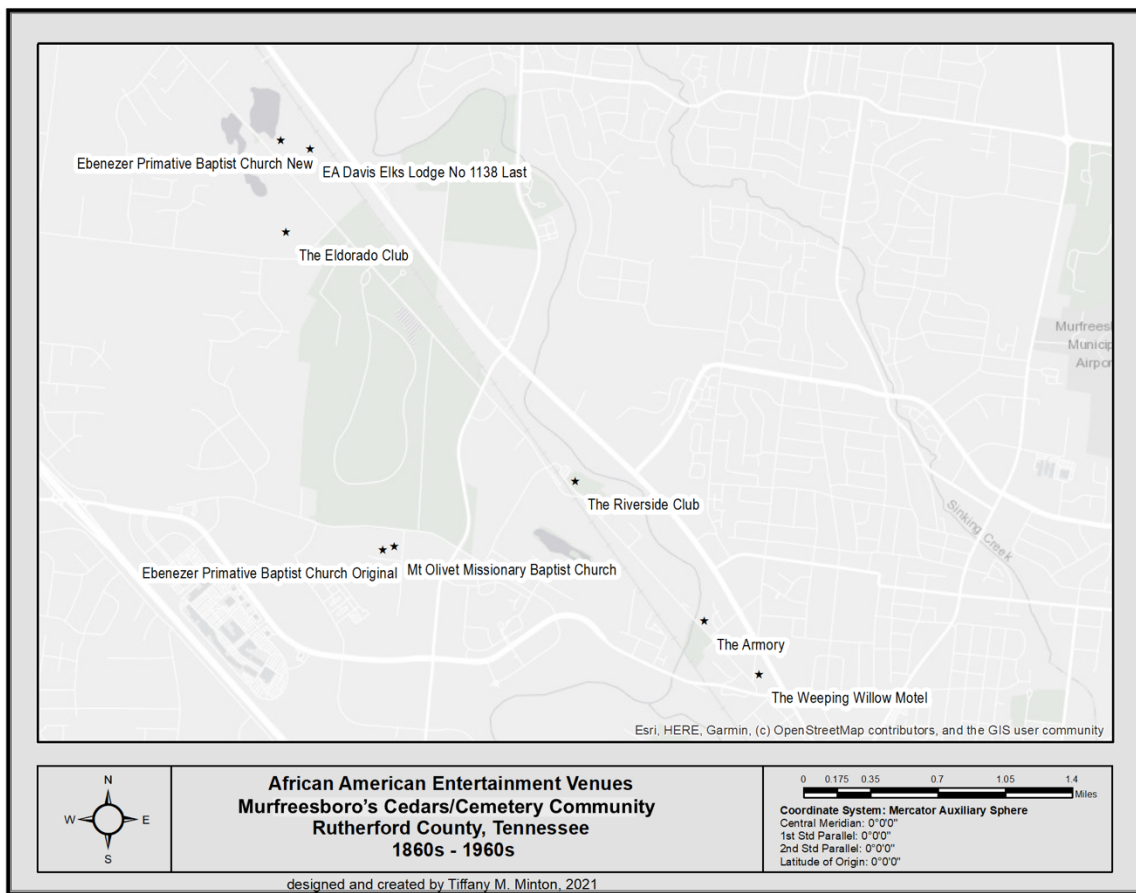 Ebenezer Primative Baptist Church New
EA Davis Elks Lodge No 1138 Last
The Eldorado Club
Murfreesb
Municip
Airpor
The Riverside Club
Sinking Creek
Ebenezer Primative Baptist Church Original
Mt Olivet Missionary Baptist Church
The Armory
The Weeping Willow Motel
Esri, HERE, Garmin, (c) OpenStreetMap contributors, and the GIS user community
N
W E
S
African American Entertainment Venues
Murfreesboro's Cedars/Cemetery Community
Rutherford County, Tennessee
1860s - 1960s
0 0.175 0.35 0.7 1.05 1.4
Miles
Coordinate System: Mercator Auxiliary Sphere
Central Meridian: 0°0'0"
1st Std Parallel: 0°0'0"
2nd Std Parallel: 0°0'0"
Latitude of Origin: 0°0'0"
designed and created by Tiffany M. Minton, 2021